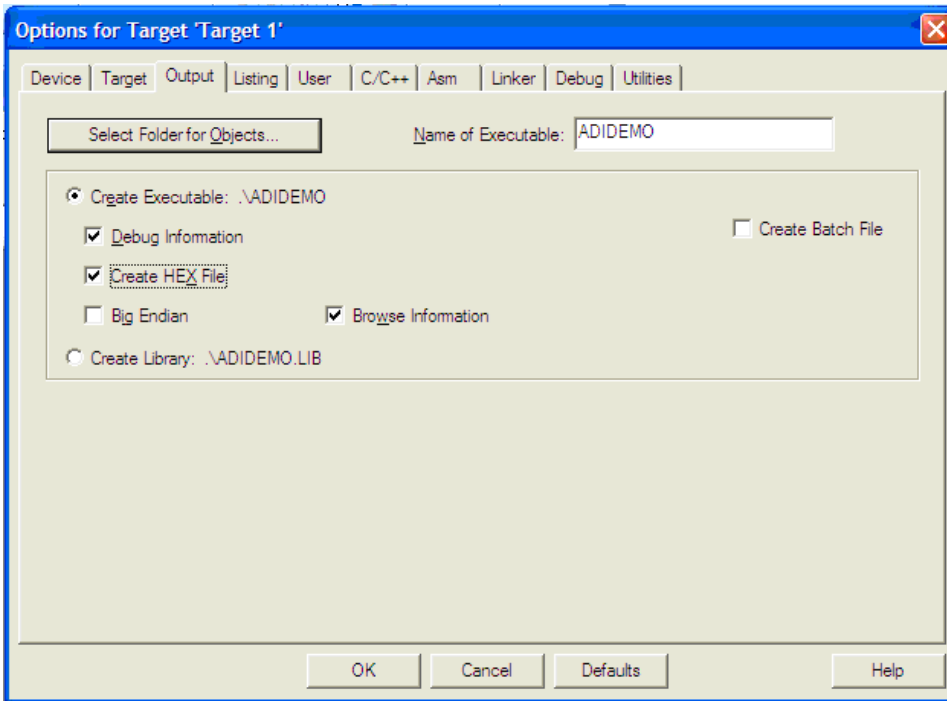 Options for Target 'Target 1'
Device Target Output Listing User C/C++ Asm Linker Debug Utilities
Select Folder for Objects... Name of Executable: ADIDEMO
Create Executable: .\ADIDEMO
Debug Information Create Batch File
Create HEX File
Big Endian Browse Information
Create Library: .\ADIDEMO.LIB
OK Cancel Defaults Help